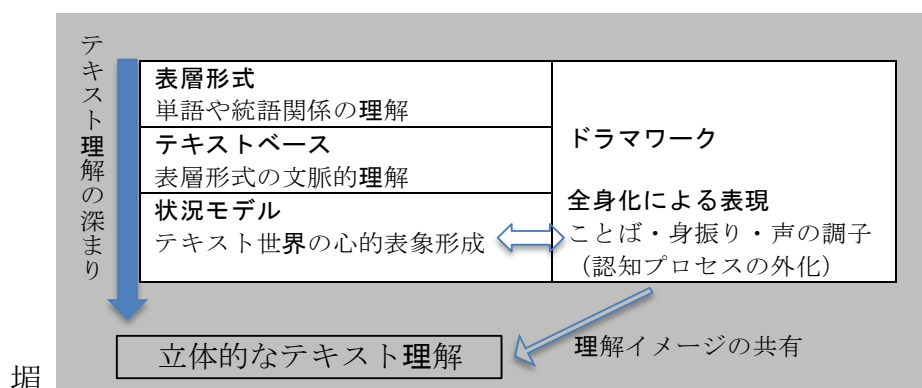 テキスト理解の深まり
表層形式
単語や統語関係の理解
テキストベース
表層形式の文脈的理解
状況モデル
テキスト世界の心的表象形成
ドラマワーク
全身化による表現
ことば・身振り・声の調子
（認知プロセスの外化）
立体的なテキスト理解
理解イメージの共有
堳